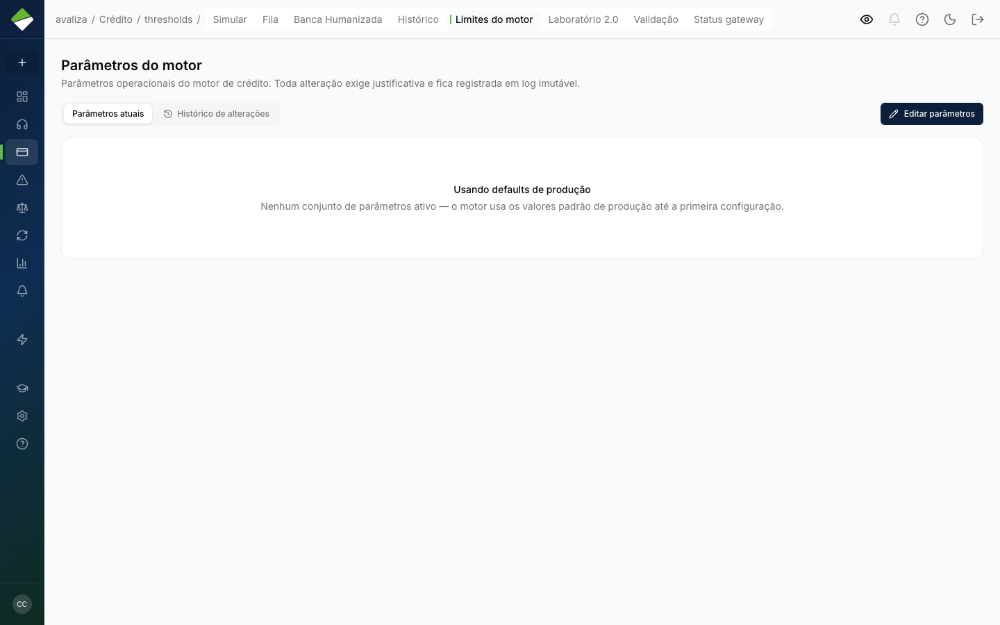 avaliza / Crédito / thresholds / Simular Fila Banca Humanizada Histórico Limites do motor Laboratório 2.0 Validação Status gateway
Parâmetros do motor
Parâmetros operacionais do motor de crédito. Toda alteração exige justificativa e fica registrada em log imutável.
Parâmetros atuais Histórico de alterações Editar parâmetros
Usando defaults de produção
Nenhum conjunto de parâmetros ativo — o motor usa os valores padrão de produção até a primeira configuração.
CC